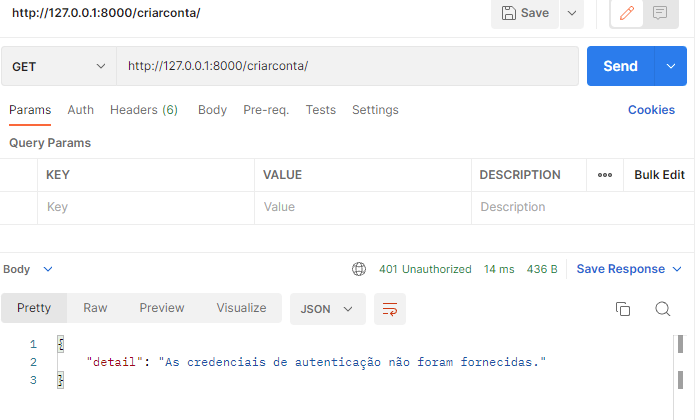 http://127.0.0.1:8000/criarconta/ Save
GET http://127.0.0.1:8000/criarconta/ Send
Params Auth Headers (6) Body Pre-req. Tests Settings Cookies
Query Params
KEY VALUE DESCRIPTION Bulk Edit
Key Value Description
Body 401 Unauthorized 14 ms 436 B Save Response
Pretty Raw Preview Visualize JSON
1 {
2 "detail": "As credenciais de autenticação não foram fornecidas."
3 }